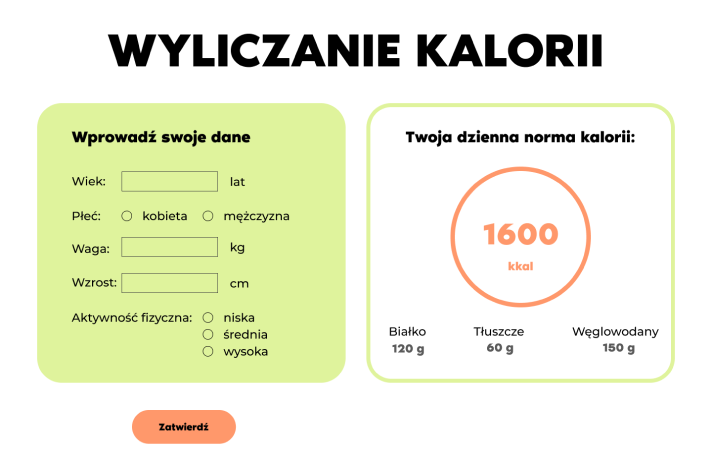 WYLICZANIE KALORII
Wprowadź swoje dane
Wiek: lat
Płeć: kobieta mężczyzna
Waga: kg
Wzrost: cm
Aktywność fizyczna: niska
średnia
wysoka
Zatwierdź
Twoja dzienna norma kalorii:
1600
kkal
Białko Tłuszcze Węglowodany
120 g 60 g 150 g